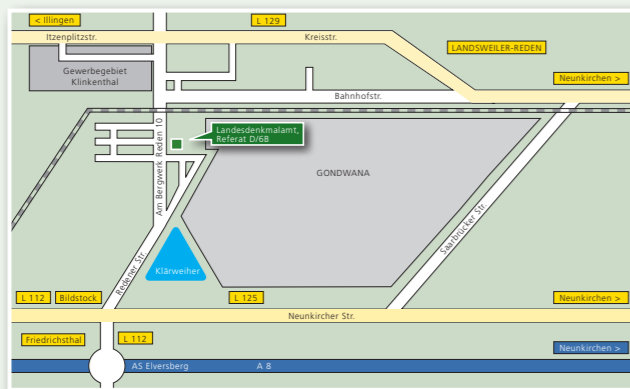 < Illingen
L 129
Itzenplitzstr.
Kreisstr.
LANDSWEILER-REDEN
Gewerbegebiet
Klinkenthal
Neunkirchen >
Bahnhofstr.
Am Bergwerk Reden 10
Landesdenkmalamt,
Referat D/6B
GONDWANA
Saarbrücker Str.
Redener Str.
Klärweiher
L 112
Bildstock
L 125
Neunkirchen >
Neunkircher Str.
Friedrichsthal
L 112
Neunkirchen >
AS Elversberg
A 8